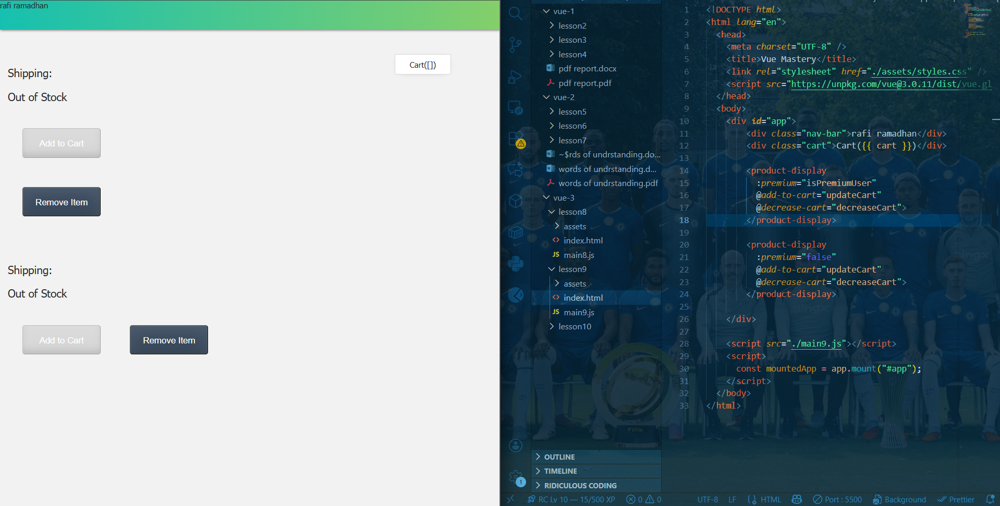 rafi ramadhan
Cart([])
Shipping:
Out of Stock
Add to Cart
Remove Item
Shipping:
Out of Stock
Add to Cart
Remove Item
vue-1
lesson2
lesson3
lesson4
pdf report.docx
pdf report.pdf
vue-2
lesson5
lesson6
lesson7
~$rds of undrstanding.do...
words of undrstanding.d...
words of undrstanding.pdf
vue-3
lesson8
assets
index.html
JS main8.js
lesson9
assets
index.html
JS main9.js
lesson10
OUTLINE
TIMELINE
RIDICULOUS CODING
1 <!DOCTYPE html>
2 <html lang="en">
3 <head>
4 <meta charset="UTF-8" />
5 <title>Vue Mastery</title>
6 <link rel="stylesheet" href="./assets/styles.css" />
7 <script src="https://unpkg.com/vue@3.0.11/dist/vue.gl
8 </head>
9 <body>
10 <div id="app">
11 <div class="nav-bar">rafi ramadhan</div>
12 <div class="cart">Cart({{ cart }})</div>
13
14 <product-display
15 :premium="isPremiumUser"
16 @add-to-cart="updateCart"
17 @decrease-cart="decreaseCart">
18 </product-display>
19
20 <product-display
21 :premium="false"
22 @add-to-cart="updateCart"
23 @decrease-cart="decreaseCart">
24 </product-display>
25
26 </div>
27
28 <script src="./main9.js"></script>
29 <script>
30 const mountedApp = app.mount("#app");
31 </script>
32 </body>
33 </html>
FIFA
1
RC Lv 10 — 15/500 XP 0 0 UTF-8 LF HTML Port : 5500 Background Prettier